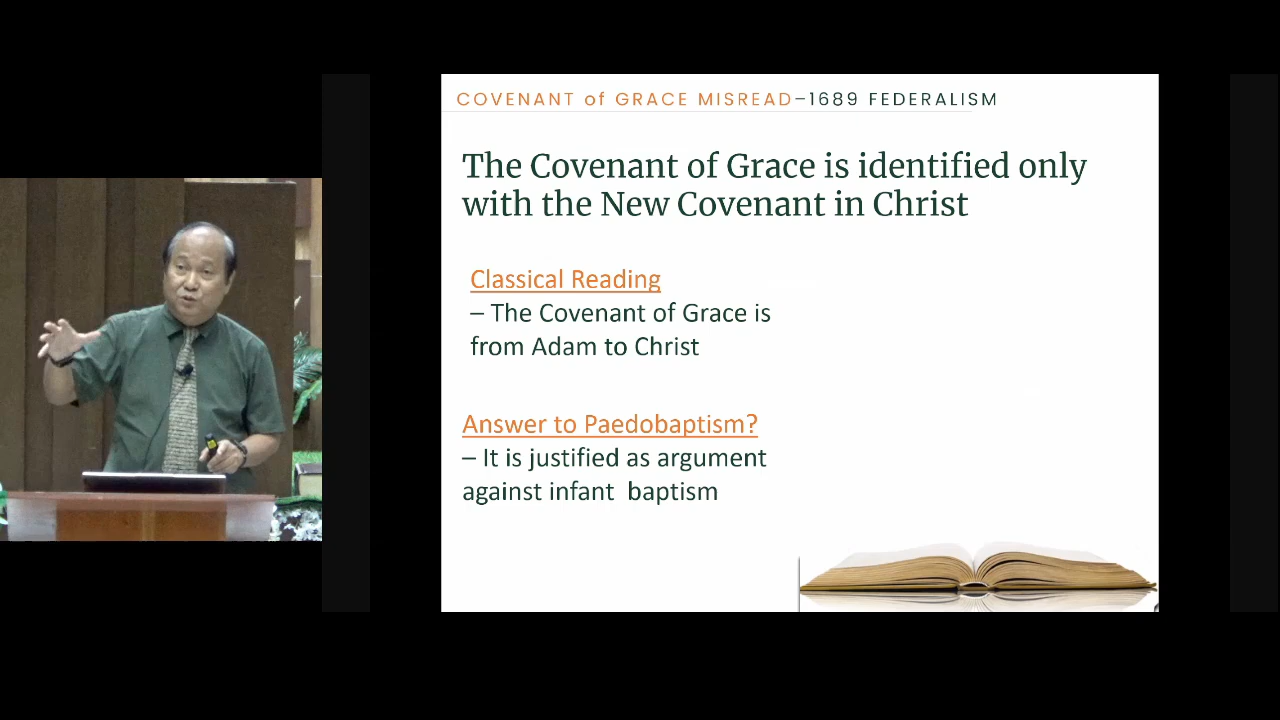 COVENANT of GRACE MISREAD–1689 FEDERALISM
The Covenant of Grace is identified only
with the New Covenant in Christ
Classical Reading
– The Covenant of Grace is
from Adam to Christ
Answer to Paedobaptism?
– It is justified as argument
against infant baptism